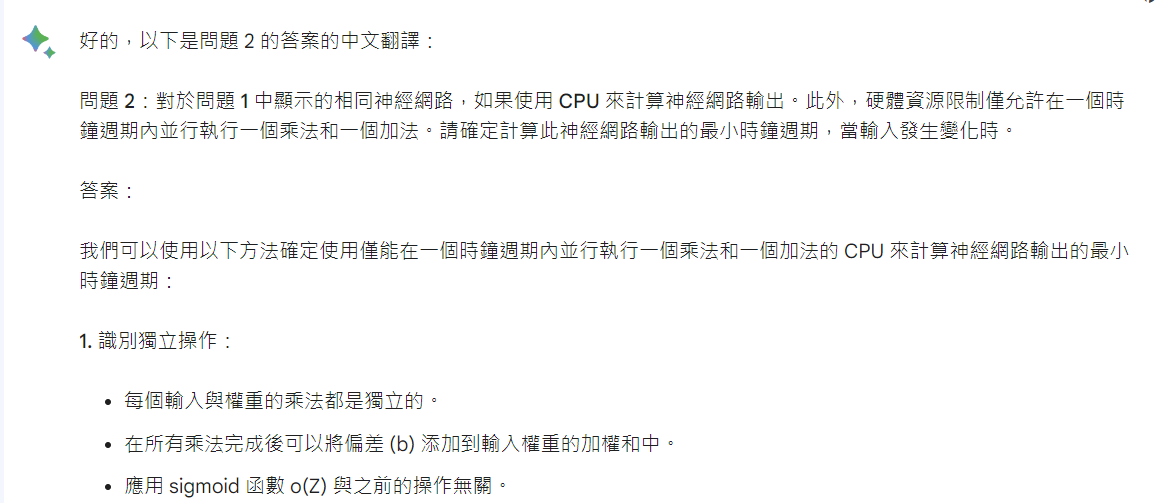 好的，以下是問題 2 的答案的中文翻譯：
問題 2：對於問題 1 中顯示的相同神經網路，如果使用 CPU 來計算神經網路輸出。此外，硬體資源限制僅允許在一個時
鐘週期內並行執行一個乘法和一個加法。請確定計算此神經網路輸出的最小時鐘週期，當輸入發生變化時。
答案：
我們可以使用以下方法確定使用僅能在一個時鐘週期內並行執行一個乘法和一個加法的 CPU 來計算神經網路輸出的最小
時鐘週期：
1. 識別獨立操作：
• 每個輸入與權重的乘法都是獨立的。
• 在所有乘法完成後可以將偏差 (b) 添加到輸入權重的加權和中。
• 應用 sigmoid 函數 o(Z) 與之前的操作無關。